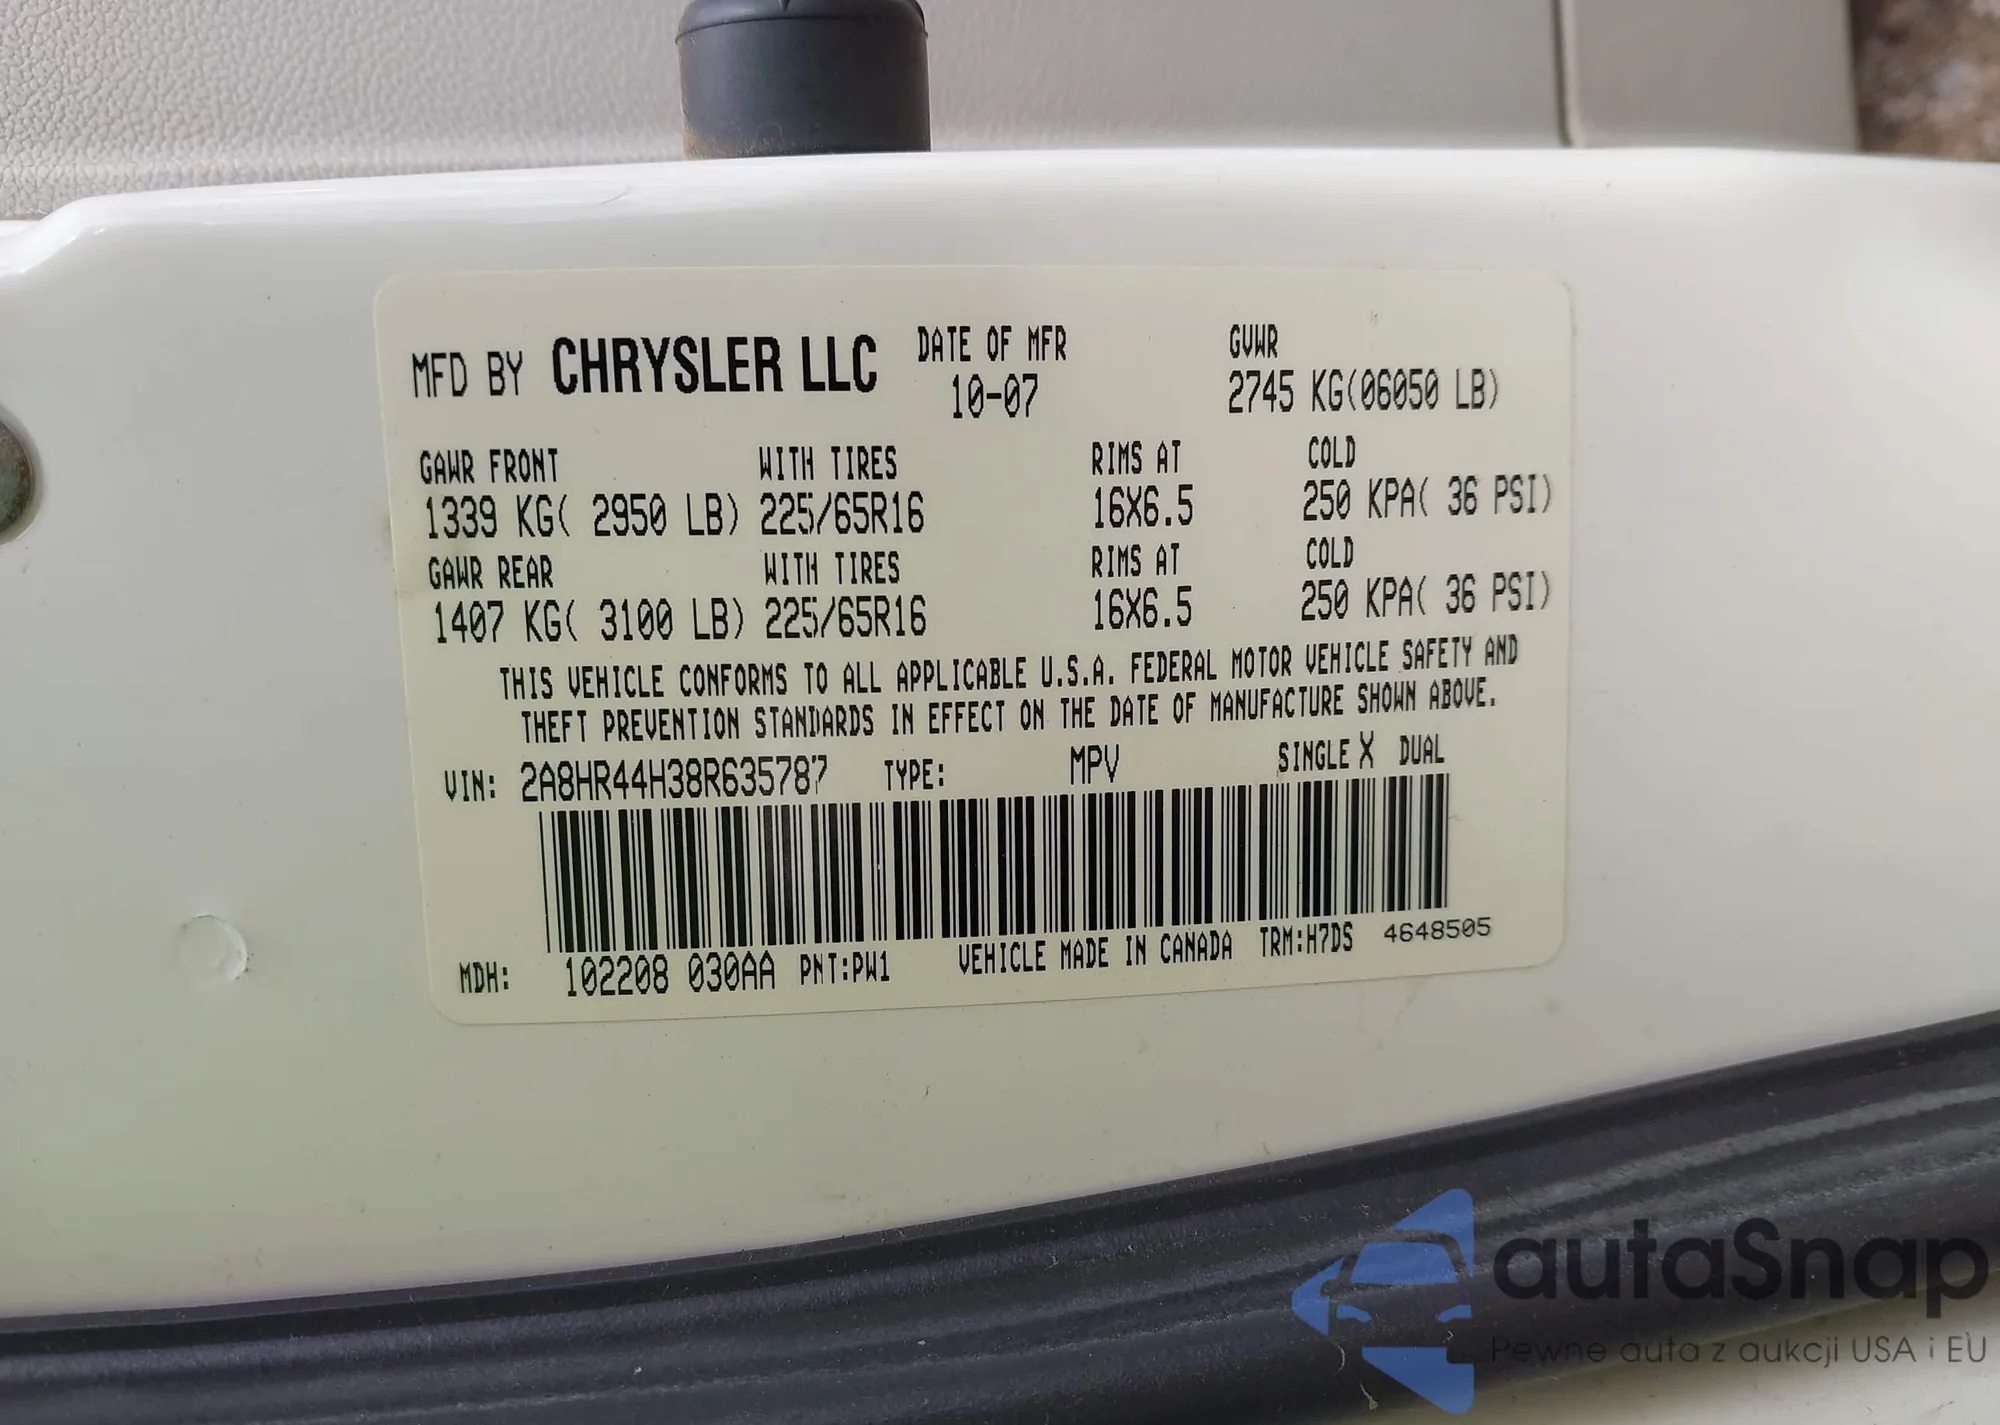 MFD BY CHRYSLER LLC DATE OF MFR GVWR
10-07 2745 KG(06050 LB)
GAWR FRONT WITH TIRES RIMS AT COLD
1339 KG( 2950 LB) 225/65R16 16X6.5 250 KPA( 36 PSI)
GAWR REAR WITH TIRES RIMS AT COLD
1407 KG( 3100 LB) 225/65R16 16X6.5 250 KPA( 36 PSI)
THIS VEHICLE CONFORMS TO ALL APPLICABLE U.S.A. FEDERAL MOTOR VEHICLE SAFETY AND
THEFT PREVENTION STANDARDS IN EFFECT ON THE DATE OF MANUFACTURE SHOWN ABOVE.
VIN: 2A8HR44H38R635787 TYPE: MPV SINGLE X DUAL
MDH: 102208 030AA PNT:PW1 VEHICLE MADE IN CANADA TRM:H7DS 4648505
autaSnap
Pewne auta z aukcji USA i EU